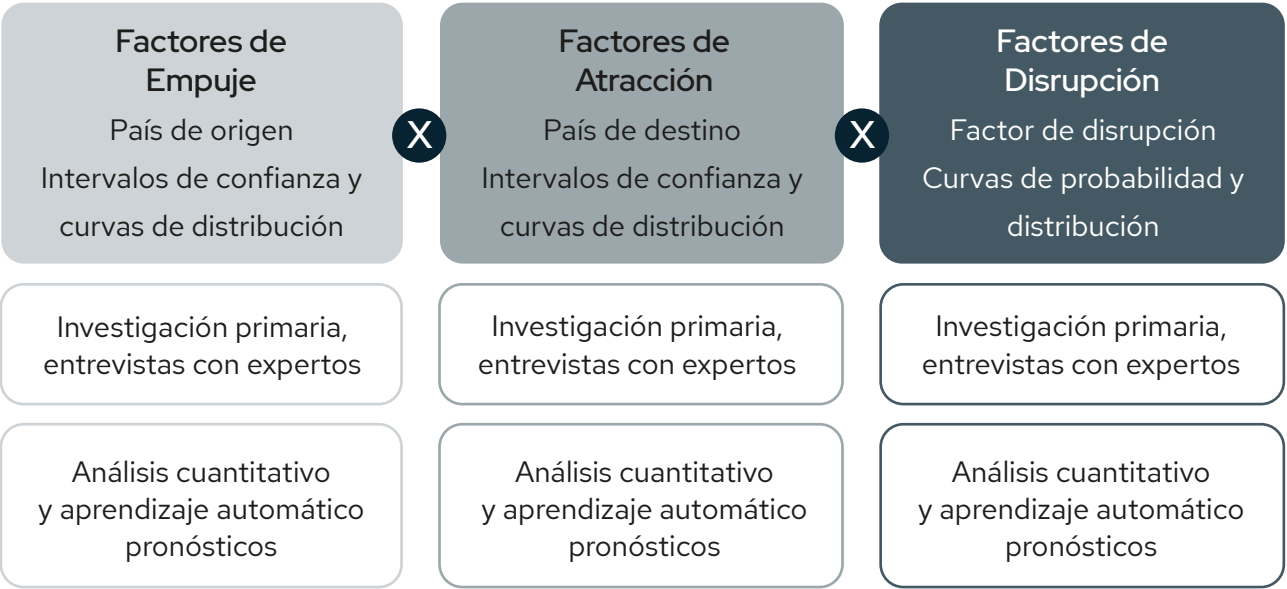 Factores de
Empuje
País de origen
Intervalos de confianza y
curvas de distribución
X
Factores de
Atracción
País de destino
Intervalos de confianza y
curvas de distribución
X
Factores de
Disrupción
Factor de disrupción
Curvas de probabilidad y
distribución
Investigación primaria,
entrevistas con expertos
Investigación primaria,
entrevistas con expertos
Investigación primaria,
entrevistas con expertos
Análisis cuantitativo
y aprendizaje automático
pronósticos
Análisis cuantitativo
y aprendizaje automático
pronósticos
Análisis cuantitativo
y aprendizaje automático
pronósticos